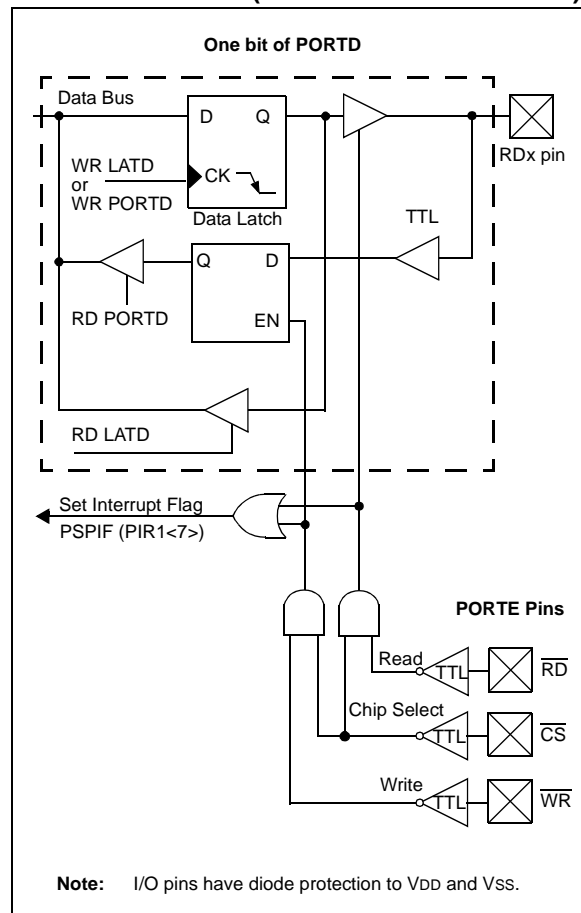 One bit of PORTD
Data Bus
D Q
RDx pin
WR LATD
or
WR PORTD
CK
Data Latch
TTL
Q D
RD PORTD
EN
RD LATD
Set Interrupt Flag
PSPIF (PIR1<7>)
PORTE Pins
Read
TTL
RD
Chip Select
TTL
CS
Write
TTL
WR
Note: I/O pins have diode protection to VDD and VSS.